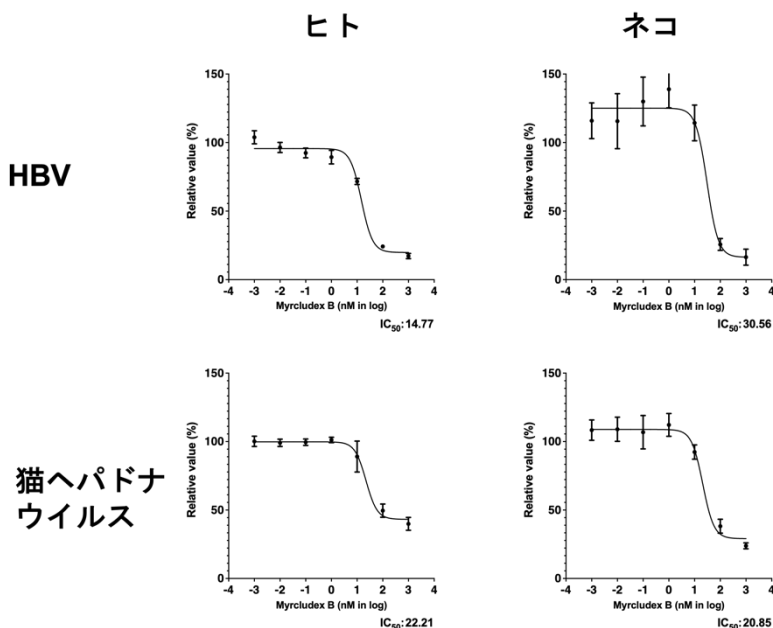 ヒト
ネコ
HBV
150
100
50
0
Relative value (%)
-4 -3 -2 -1 0 1 2 3 4
Myrcludex B (nM in log)
IC50:14.77
150
100
50
0
Relative value (%)
-4 -3 -2 -1 0 1 2 3 4
Myrcludex B (nM in log)
IC50:30.56
猫ヘパドナ
ウイルス
150
100
50
0
Relative value (%)
-4 -3 -2 -1 0 1 2 3 4
Myrcludex B (nM in log)
IC50:22.21
150
100
50
0
Relative value (%)
-4 -3 -2 -1 0 1 2 3 4
Myrcludex B (nM in log)
IC50:20.85